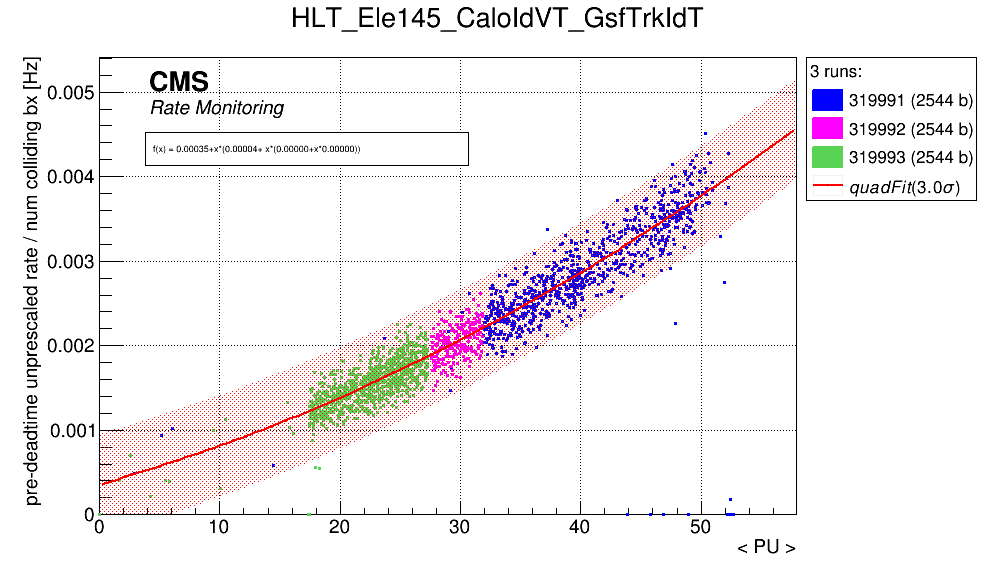 HLT_Ele145_CaloIdVT_GsfTrkIdT
pre-deadtime unprescaled rate / num colliding bx [Hz]
CMS
Rate Monitoring
f(x) = 0.00035+x*(0.00004+ x*(0.00000+x*0.00000))
0.005
0.004
0.003
0.002
0.001
0
0 10 20 30 40 50
< PU >
3 runs:
319991 (2544 b)
319992 (2544 b)
319993 (2544 b)
quadFit(3.0σ)